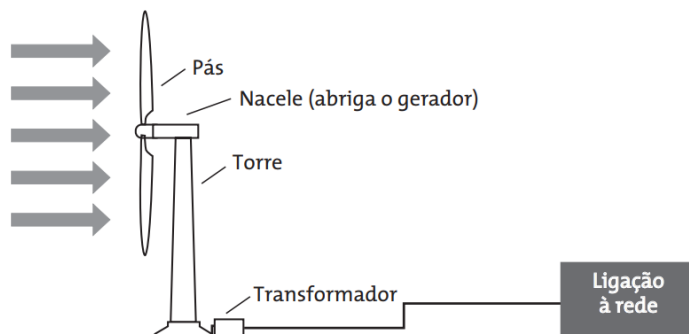 Pás
Nacele (abriga o gerador)
Torre
Transformador
Ligação
à rede